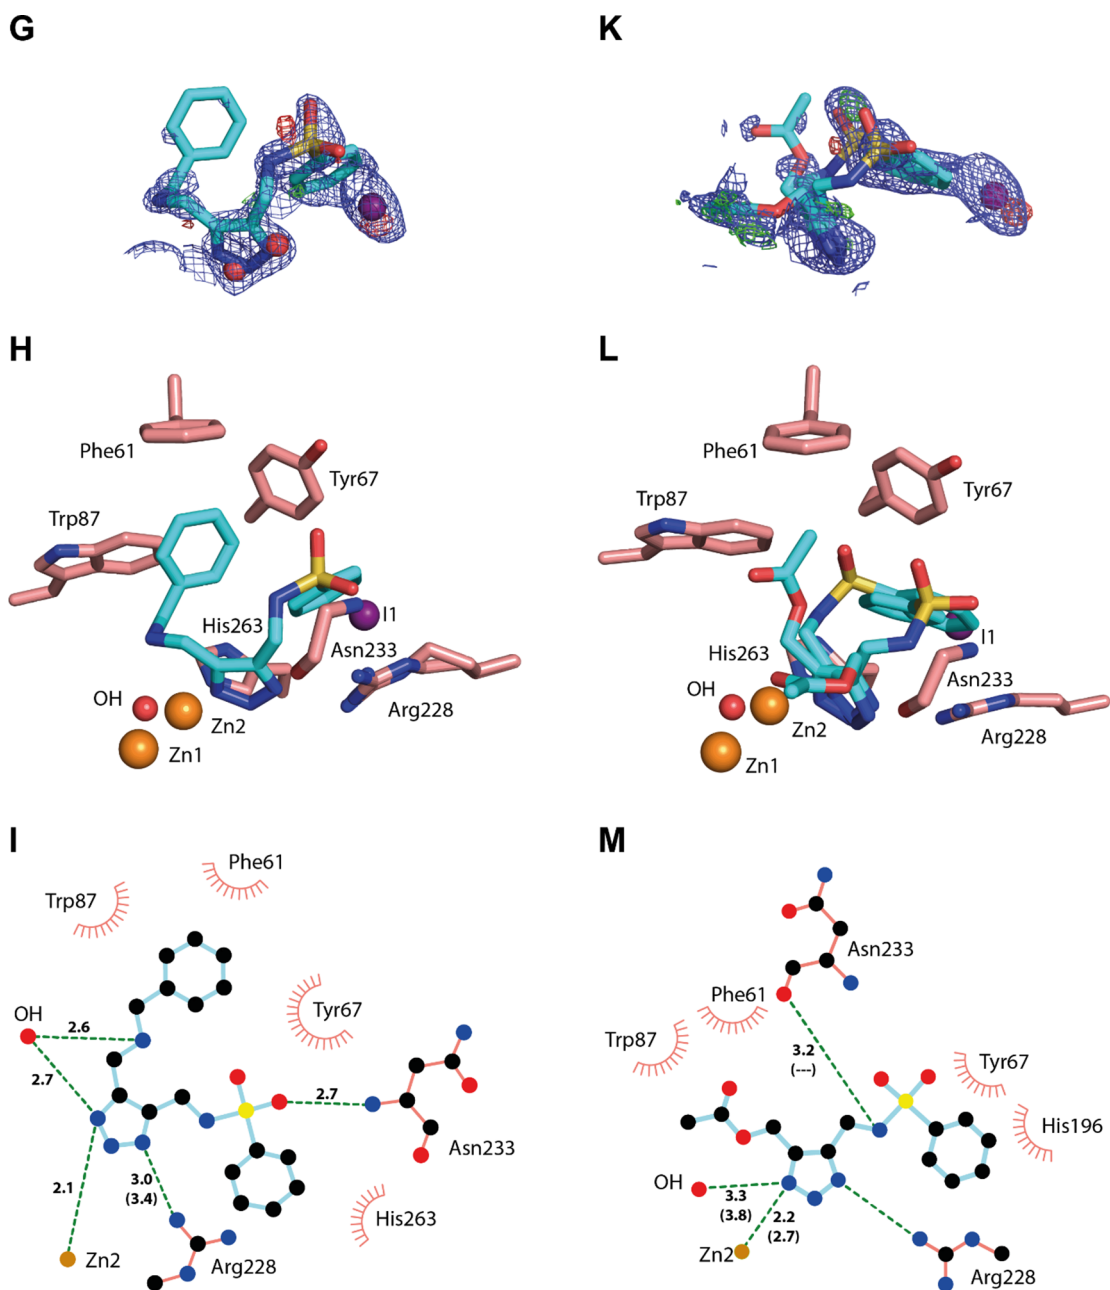 G
K
H
Phe61
Tyr67
Trp87
His263
I1
Asn233
OH
Zn2
Arg228
Zn1
L
Phe61
Tyr67
Trp87
I1
His263
Asn233
OH
Zn2
Arg228
Zn1
I
Phe61
Trp87
Tyr67
OH
2.6
2.7
2.7
Asn233
2.1
3.0
(3.4)
His263
Zn2
Arg228
M
Asn233
Phe61
Trp87
3.2
(---)
Tyr67
His196
OH
3.3
(3.8)
2.2
(2.7)
Zn2
Arg228